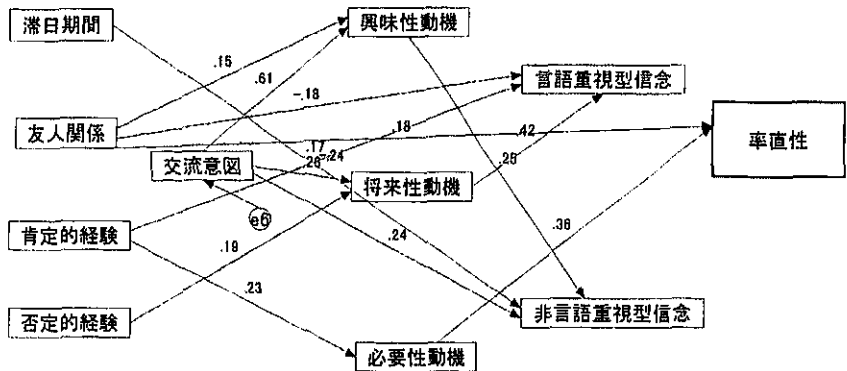 滞日期間
興味性動機
.15
.61
言語重視型信念
-.18
友人関係
.18
.42
率直性
.17
-.24
.26
交流意図
.25
将来性動機
e6
.36
肯定的経験
.19
.24
.23
非言語重視型信念
否定的経験
必要性動機